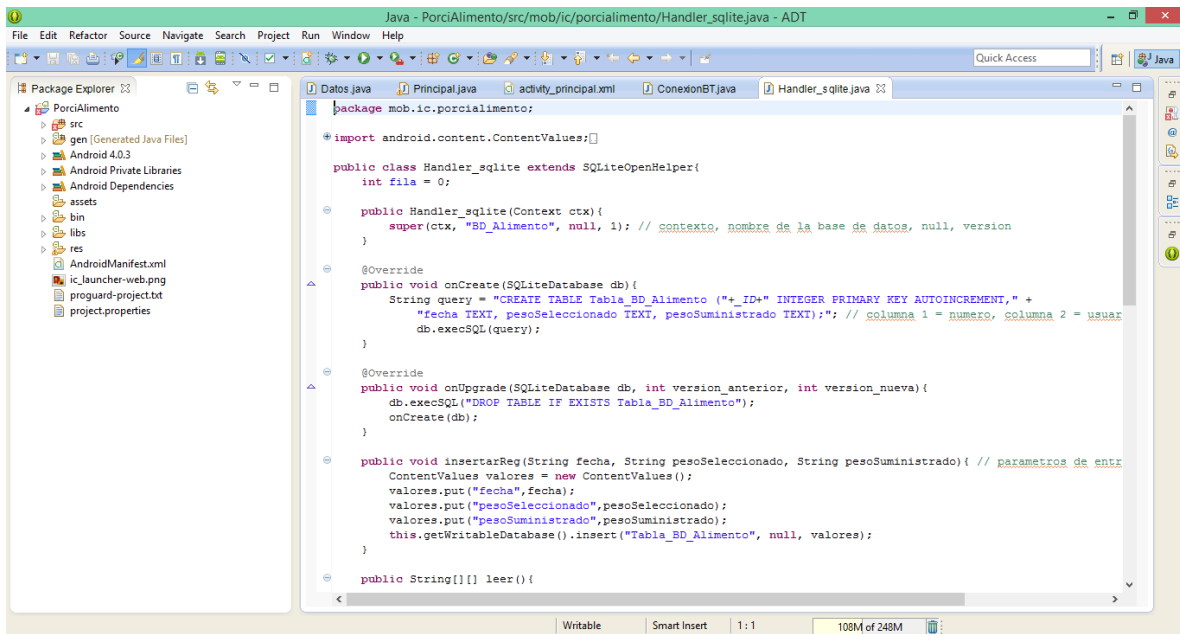 Java - PorciAlimento/src/mob/ic/porcialimento/Handler_sqlite.java - ADT
File Edit Refactor Source Navigate Search Project Run Window Help
Quick Access
Java
Package Explorer
PorciAlimento
src
gen [Generated Java Files]
Android 4.0.3
Android Private Libraries
Android Dependencies
assets
bin
libs
res
AndroidManifest.xml
ic_launcher-web.png
proguard-project.txt
project.properties
Datos.java Principal.java activity_principal.xml ConexionBT.java Handler_sqlite.java
package mob.ic.porcialimento;
import android.content.ContentValues;
public class Handler_sqlite extends SQLiteOpenHelper{
int fila = 0;
public Handler_sqlite(Context ctx){
super(ctx, "BD_Alimento", null, 1); // contexto, nombre de la base de datos, null, version
}
@Override
public void onCreate(SQLiteDatabase db){
String query = "CREATE TABLE Tabla_BD_Alimento ("+_ID+" INTEGER PRIMARY KEY AUTOINCREMENT," +
"fecha TEXT, pesoSeleccionado TEXT, pesoSuministrado TEXT);"; // columna 1 = numero, columna 2 = usuar
db.execSQL(query);
}
@Override
public void onUpgrade(SQLiteDatabase db, int version_anterior, int version_nueva){
db.execSQL("DROP TABLE IF EXISTS Tabla_BD_Alimento");
onCreate(db);
}
public void insertarReg(String fecha, String pesoSeleccionado, String pesoSuministrado){ // parametros de entr
ContentValues valores = new ContentValues();
valores.put("fecha",fecha);
valores.put("pesoSeleccionado",pesoSeleccionado);
valores.put("pesoSuministrado",pesoSuministrado);
this.getWritableDatabase().insert("Tabla_BD_Alimento", null, valores);
}
public String[][] leer(){
Writable Smart Insert 1 : 1 108M of 248M